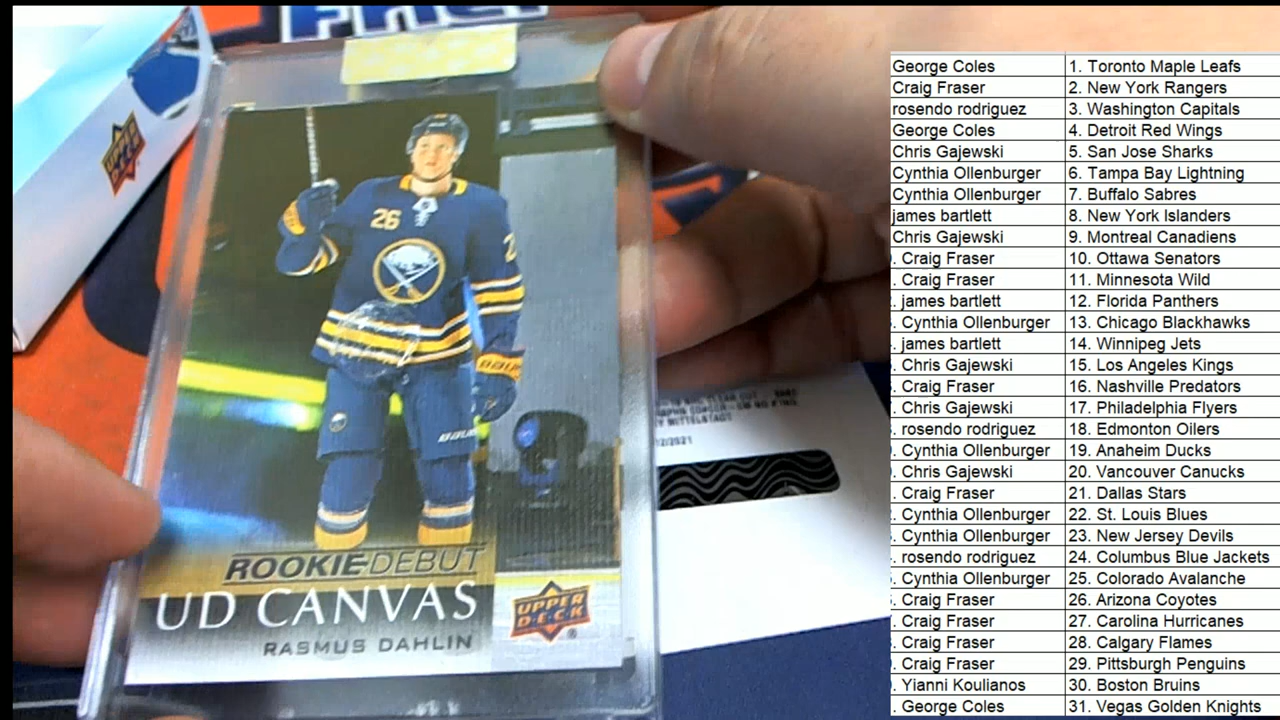 UPPER
DECK
26
2
BAUER
BAUER
ROOKIE DEBUT
UD CANVAS
RASMUS DAHLIN
UPPER
DECK
®
MITTELSTADT
12/2021
George Coles 1. Toronto Maple Leafs
Craig Fraser 2. New York Rangers
rosendo rodriguez 3. Washington Capitals
George Coles 4. Detroit Red Wings
Chris Gajewski 5. San Jose Sharks
Cynthia Ollenburger 6. Tampa Bay Lightning
Cynthia Ollenburger 7. Buffalo Sabres
james bartlett 8. New York Islanders
Chris Gajewski 9. Montreal Canadiens
. Craig Fraser 10. Ottawa Senators
. Craig Fraser 11. Minnesota Wild
. james bartlett 12. Florida Panthers
. Cynthia Ollenburger 13. Chicago Blackhawks
. james bartlett 14. Winnipeg Jets
. Chris Gajewski 15. Los Angeles Kings
. Craig Fraser 16. Nashville Predators
. Chris Gajewski 17. Philadelphia Flyers
. rosendo rodriguez 18. Edmonton Oilers
. Cynthia Ollenburger 19. Anaheim Ducks
. Chris Gajewski 20. Vancouver Canucks
. Craig Fraser 21. Dallas Stars
. Cynthia Ollenburger 22. St. Louis Blues
. Cynthia Ollenburger 23. New Jersey Devils
. rosendo rodriguez 24. Columbus Blue Jackets
. Cynthia Ollenburger 25. Colorado Avalanche
. Craig Fraser 26. Arizona Coyotes
. Craig Fraser 27. Carolina Hurricanes
. Craig Fraser 28. Calgary Flames
. Craig Fraser 29. Pittsburgh Penguins
. Yianni Koulianos 30. Boston Bruins
. George Coles 31. Vegas Golden Knights